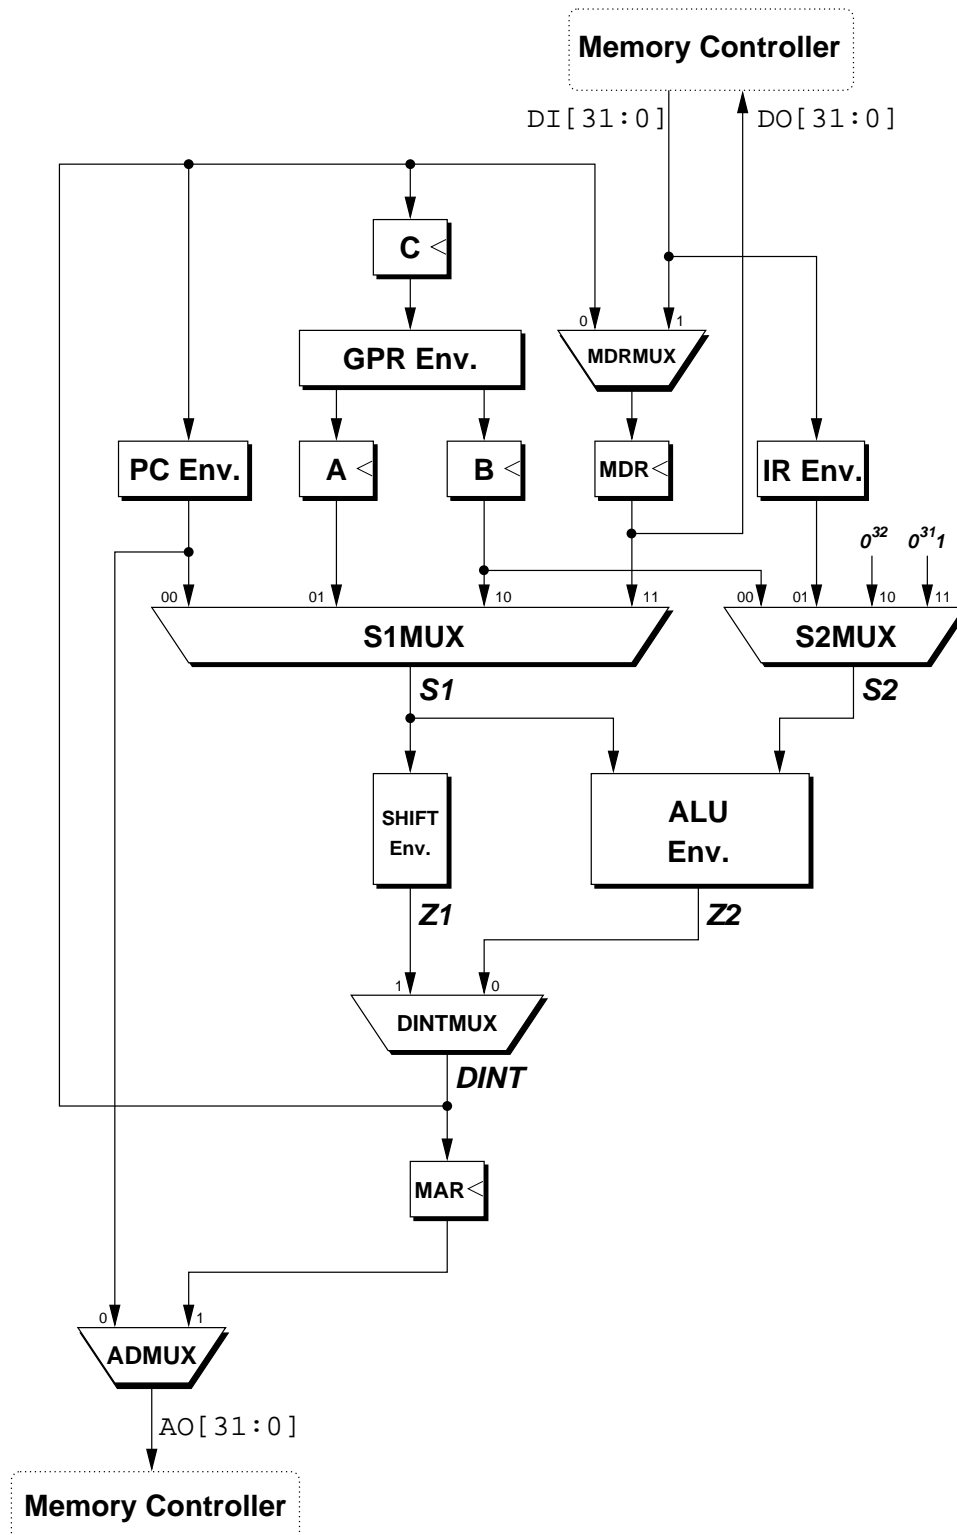 Memory Controller
DI[31:0] DO[31:0]
C
0 1
GPR Env.
MDRMUX
PC Env. A B MDR IR Env.
0^32 0^31 1
00 01 10 11 00 01 10 11
S1MUX S2MUX
S1 S2
SHIFT
Env.
ALU
Env.
Z1 Z2
1 0
DINTMUX
DINT
MAR
0 1
ADMUX
AO[31:0]
Memory Controller